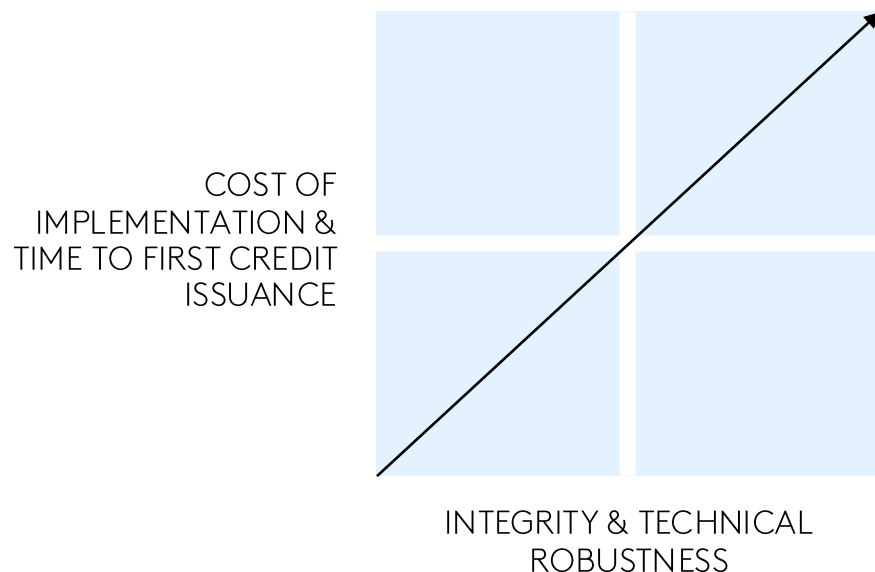 COST OF
IMPLEMENTATION &
TIME TO FIRST CREDIT
ISSUANCE
INTEGRITY & TECHNICAL
ROBUSTNESS